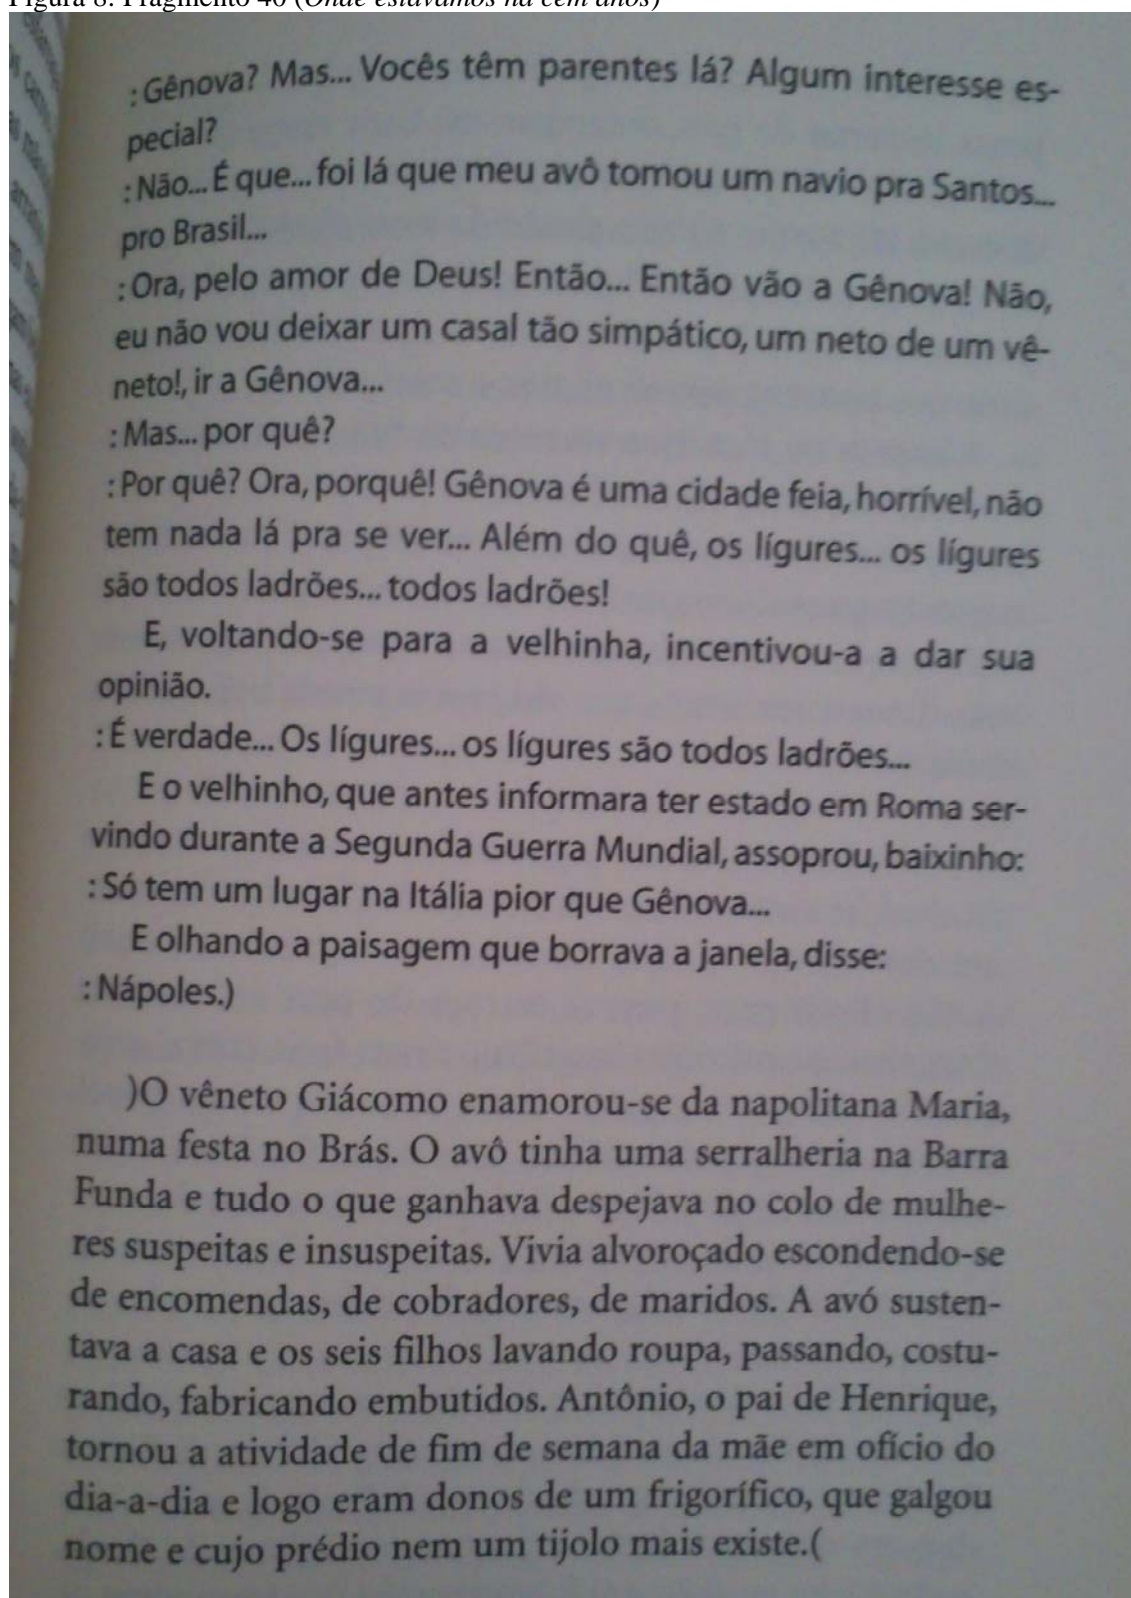 Figura 8: Fragmento 46 (Onde estávamos há cem anos)
:Gênova? Mas... Vocês têm parentes lá? Algum interesse es-
pecial?
:Não... É que... foi lá que meu avô tomou um navio pra Santos...
pro Brasil...
:Ora, pelo amor de Deus! Então... Então vão a Gênova! Não,
eu não vou deixar um casal tão simpático, um neto de um vê-
neto!, ir a Gênova...
:Mas... por quê?
:Por quê? Ora, porquê! Gênova é uma cidade feia, horrível, não
tem nada lá pra se ver... Além do quê, os lígures... os lígures
são todos ladrões... todos ladrões!
E, voltando-se para a velhinha, incentivou-a a dar sua
opinião.
:É verdade... Os lígures... os lígures são todos ladrões...
E o velhinho, que antes informara ter estado em Roma ser-
vindo durante a Segunda Guerra Mundial, assoprou, baixinho:
:Só tem um lugar na Itália pior que Gênova...
E olhando a paisagem que borrava a janela, disse:
:Nápoles.)
)O vêneto Giácomo enamorou-se da napolitana Maria,
numa festa no Brás. O avô tinha uma serralheria na Barra
Funda e tudo o que ganhava despejava no colo de mulhe-
res suspeitas e insuspeitas. Vivia alvoroçado escondendo-se
de encomendas, de cobradores, de maridos. A avó susten-
tava a casa e os seis filhos lavando roupa, passando, costu-
rando, fabricando embutidos. Antônio, o pai de Henrique,
tornou a atividade de fim de semana da mãe em ofício do
dia-a-dia e logo eram donos de um frigorífico, que galgou
nome e cujo prédio nem um tijolo mais existe.(